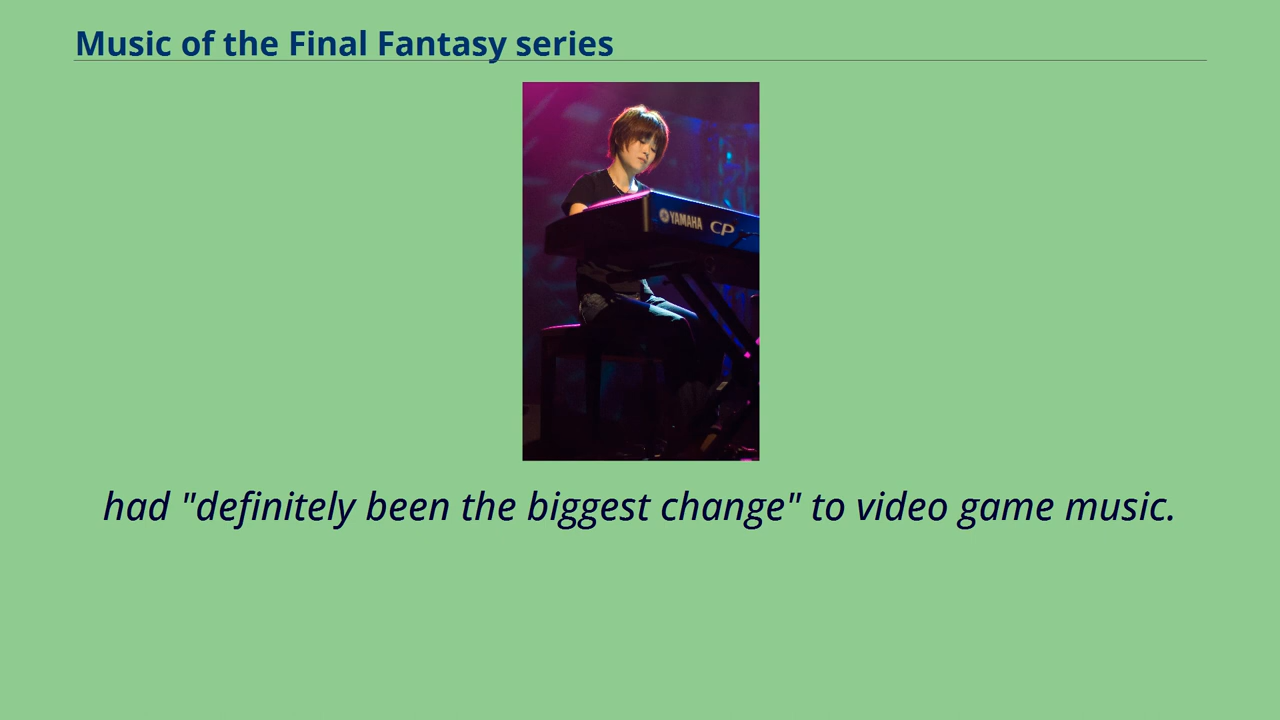 Music of the Final Fantasy series
YAMAHA CP
had "definitely been the biggest change" to video game music.